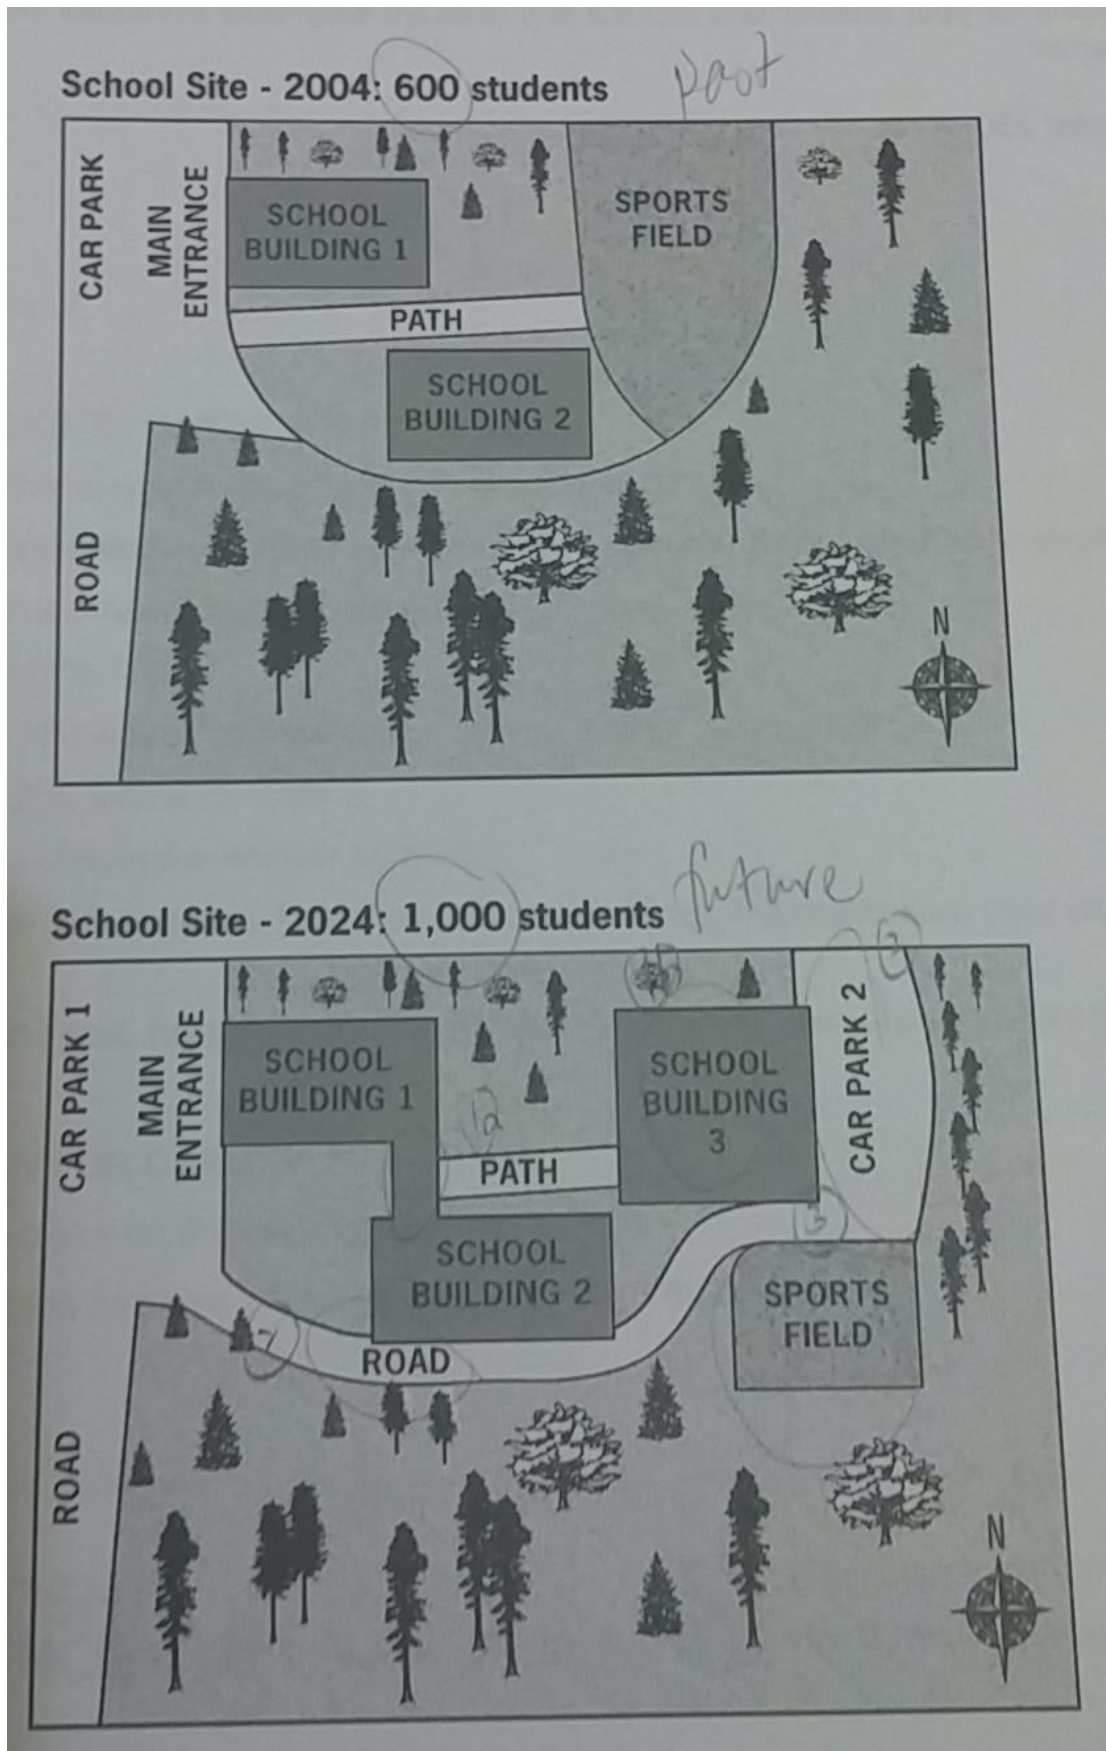 School Site - 2004: 600 students
past
CAR PARK
MAIN
ENTRANCE
SCHOOL
BUILDING 1
SPORTS
FIELD
PATH
SCHOOL
BUILDING 2
ROAD
N
School Site - 2024: 1,000 students
future
CAR PARK 1
MAIN
ENTRANCE
SCHOOL
BUILDING 1
SCHOOL
BUILDING
3
CAR PARK 2
PATH
SCHOOL
BUILDING 2
SPORTS
FIELD
ROAD
ROAD
N